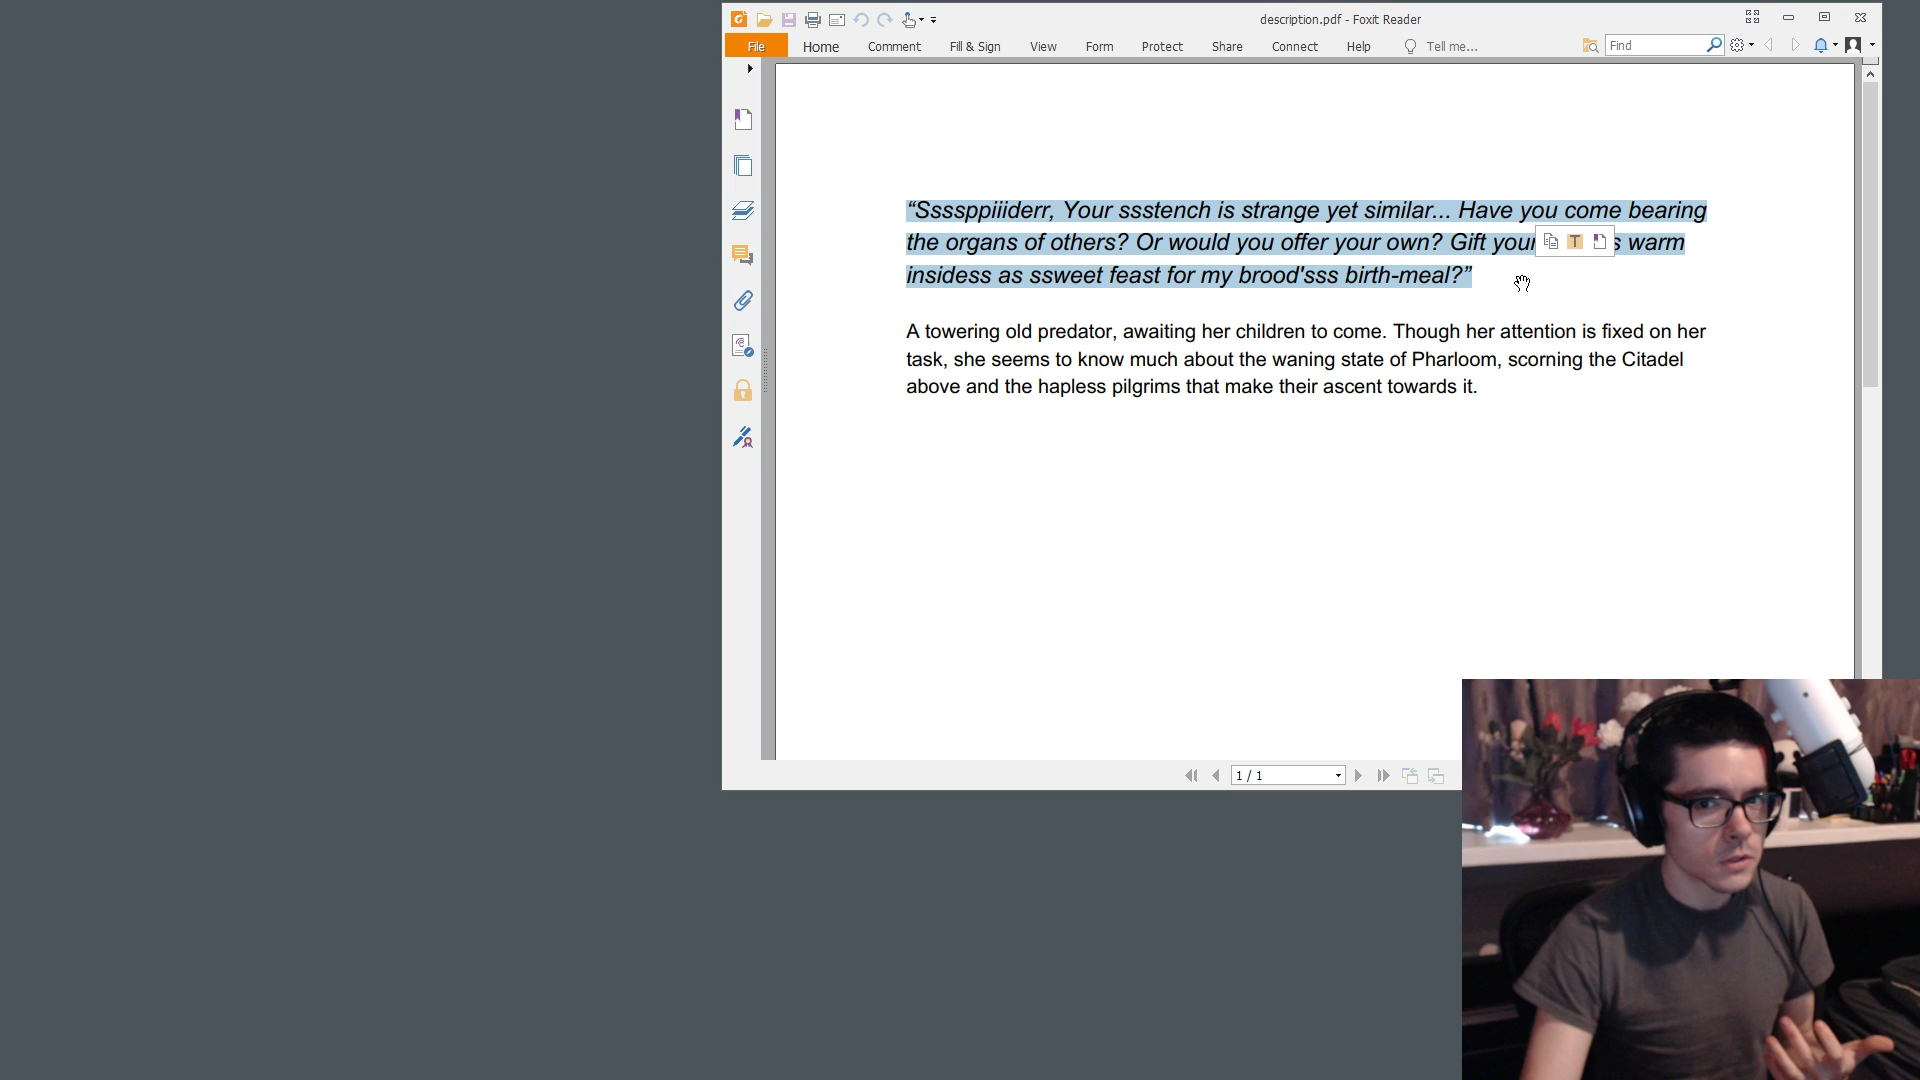 description.pdf - Foxit Reader
File Home Comment Fill & Sign View Form Protect Share Connect Help Tell me... Find
“Sssssppiiiderr, Your ssstench is strange yet similar... Have you come bearing
the organs of others? Or would you offer your own? Gift your s warm
insidess as ssweet feast for my brood'sss birth-meal?”
A towering old predator, awaiting her children to come. Though her attention is fixed on her
task, she seems to know much about the waning state of Pharloom, scorning the Citadel
above and the hapless pilgrims that make their ascent towards it.
1 / 1